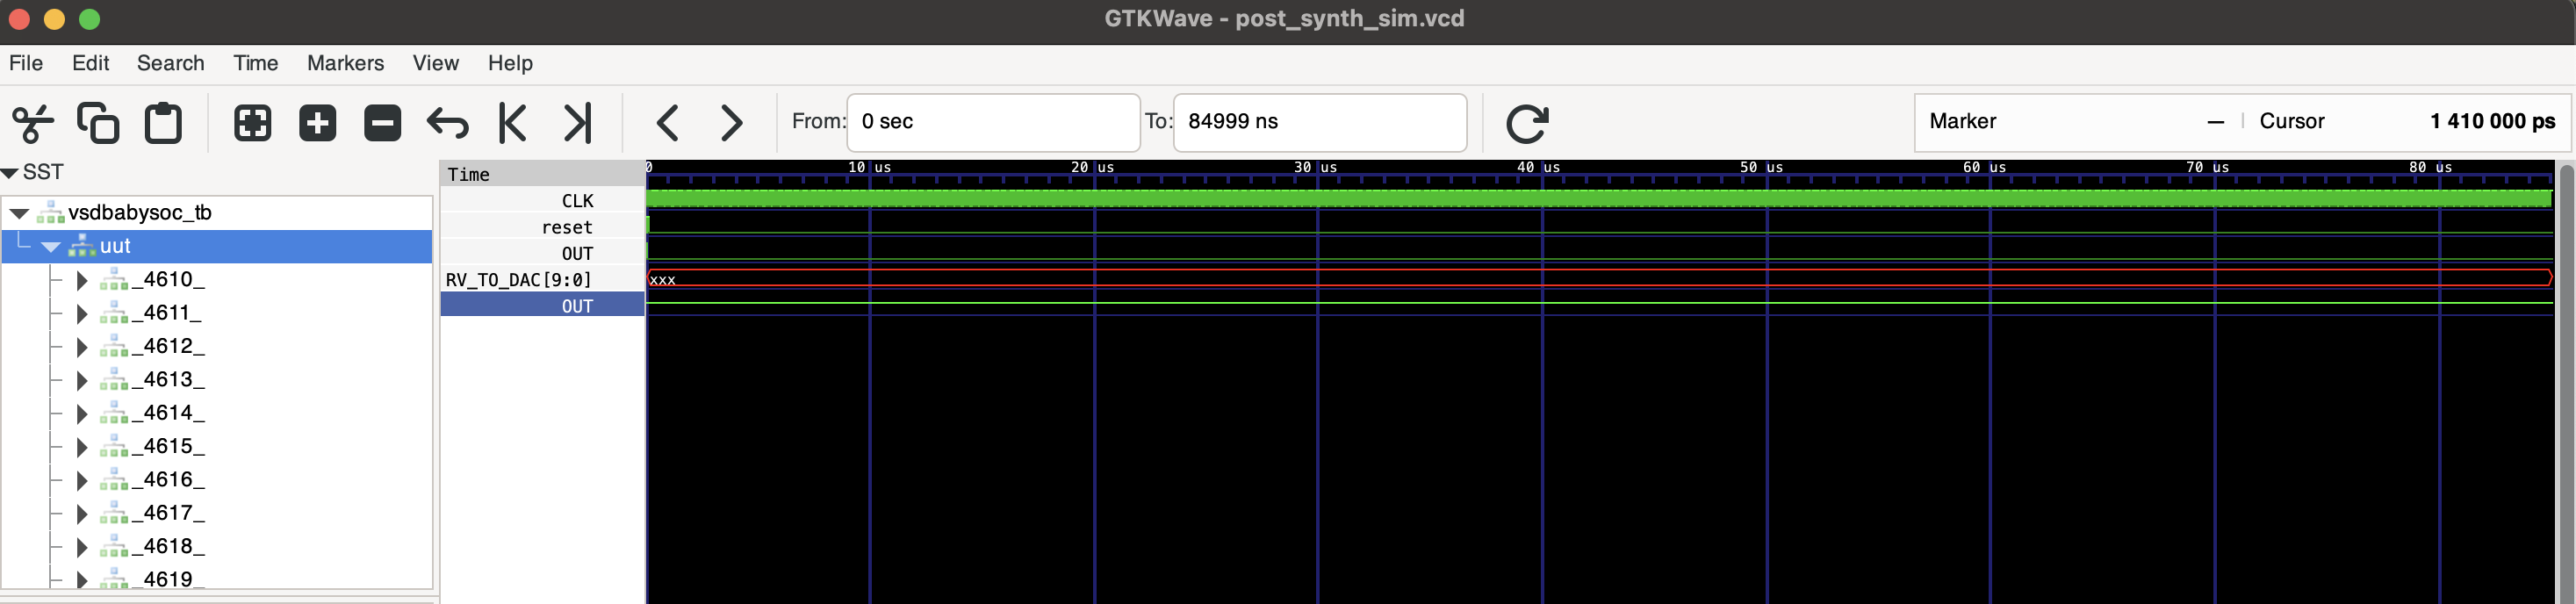 GTKWave - post_synth_sim.vcd
File Edit Search Time Markers View Help
From: 0 sec To: 84999 ns Marker -- | Cursor 1 410 000 ps
SST
vsdbabysoc_tb
uut
_4610_
_4611_
_4612_
_4613_
_4614_
_4615_
_4616_
_4617_
_4618_
_4619_
Time
CLK
reset
OUT
RV_TO_DAC[9:0]
OUT
0 10 us 20 us 30 us 40 us 50 us 60 us 70 us 80 us
xxx